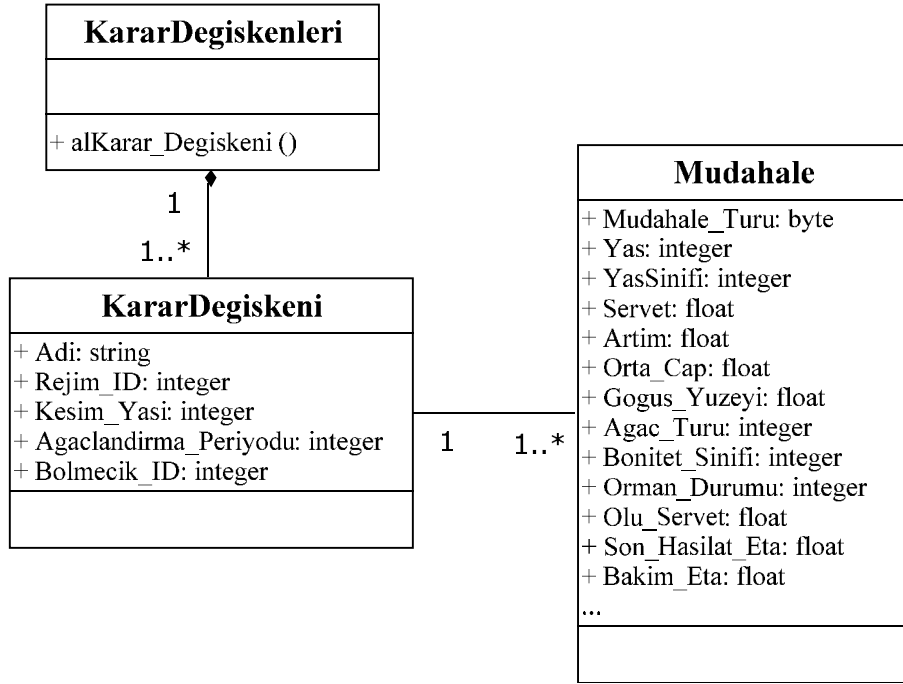 KararDegiskenleri
+ alKarar_Degiskeni ()
1
1..*
KararDegiskeni
+ Adi: string
+ Rejim_ID: integer
+ Kesim_Yasi: integer
+ Agaclandirma_Periyodu: integer
+ Bolmecik_ID: integer
1
1..*
Mudahale
+ Mudahale_Turu: byte
+ Yas: integer
+ YasSinifi: integer
+ Servet: float
+ Artim: float
+ Orta_Cap: float
+ Gogus_Yuzeyi: float
+ Agac_Turu: integer
+ Bonitet_Sinifi: integer
+ Orman_Durumu: integer
+ Olu_Servet: float
+ Son_Hasilat_Eta: float
+ Bakim_Eta: float
...